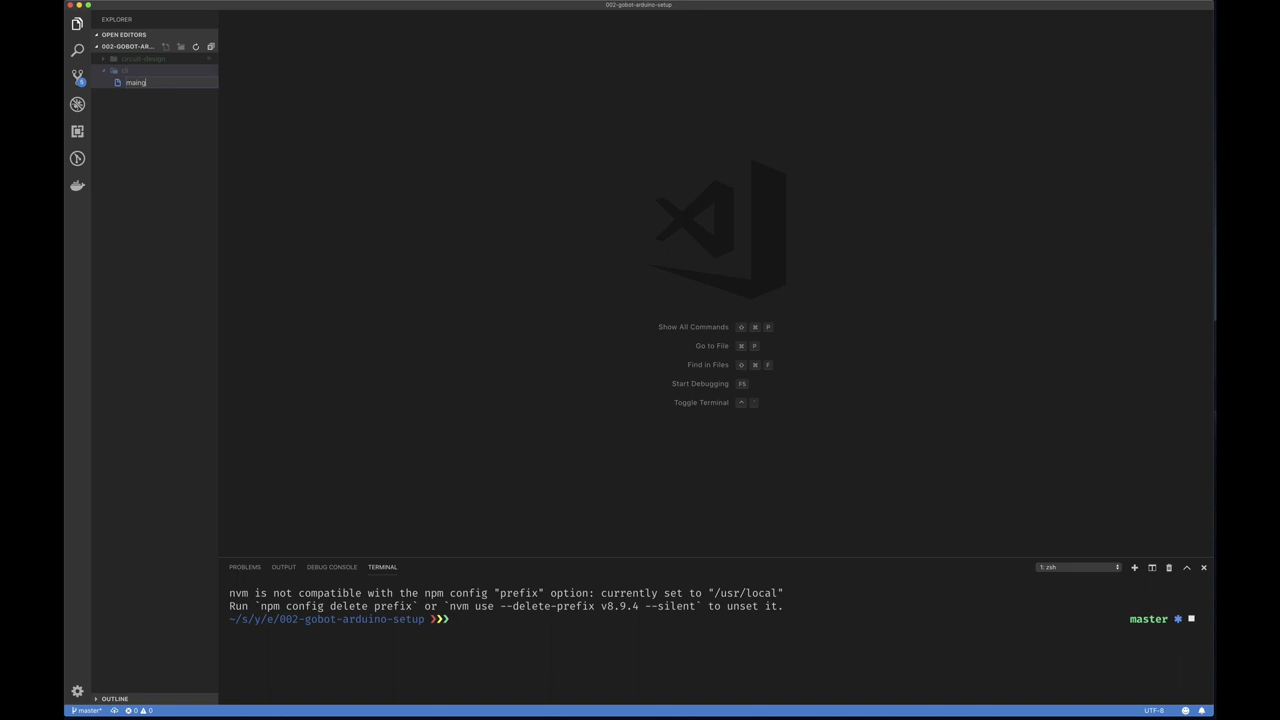 002-gobot-arduino-setup
EXPLORER
OPEN EDITORS
002-GOBOT-AR...
circuit-design
maing
Show All Commands ⇧ ⌘ P
Go to File ⌘ P
Find in Files ⇧ ⌘ F
Start Debugging F5
Toggle Terminal ^ `
PROBLEMS OUTPUT DEBUG CONSOLE TERMINAL 1: zsh
nvm is not compatible with the npm config "prefix" option: currently set to "/usr/local"
Run `npm config delete prefix` or `nvm use --delete-prefix v8.9.4 --silent` to unset it.
~/s/y/e/002-gobot-arduino-setup ❯❯❯ master ✱ ■
OUTLINE
master* 0 0 UTF-8